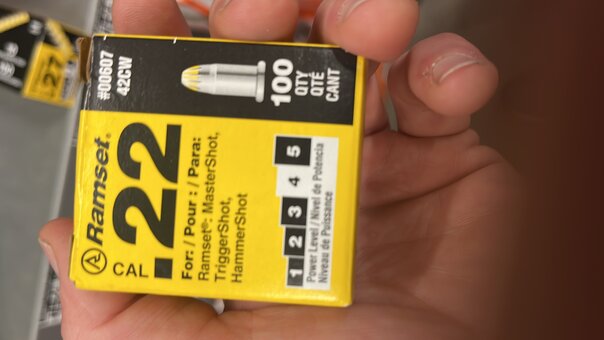 #00607
42CW
100
QTY
QTÉ
CANT
Ramset®
CAL .22
For: / Pour : / Para:
Ramset®: MasterShot,
TriggerShot,
HammerShot
1 2 3 4 5
Power Level / Nivel de Potencia
Niveau de Puissance
.27